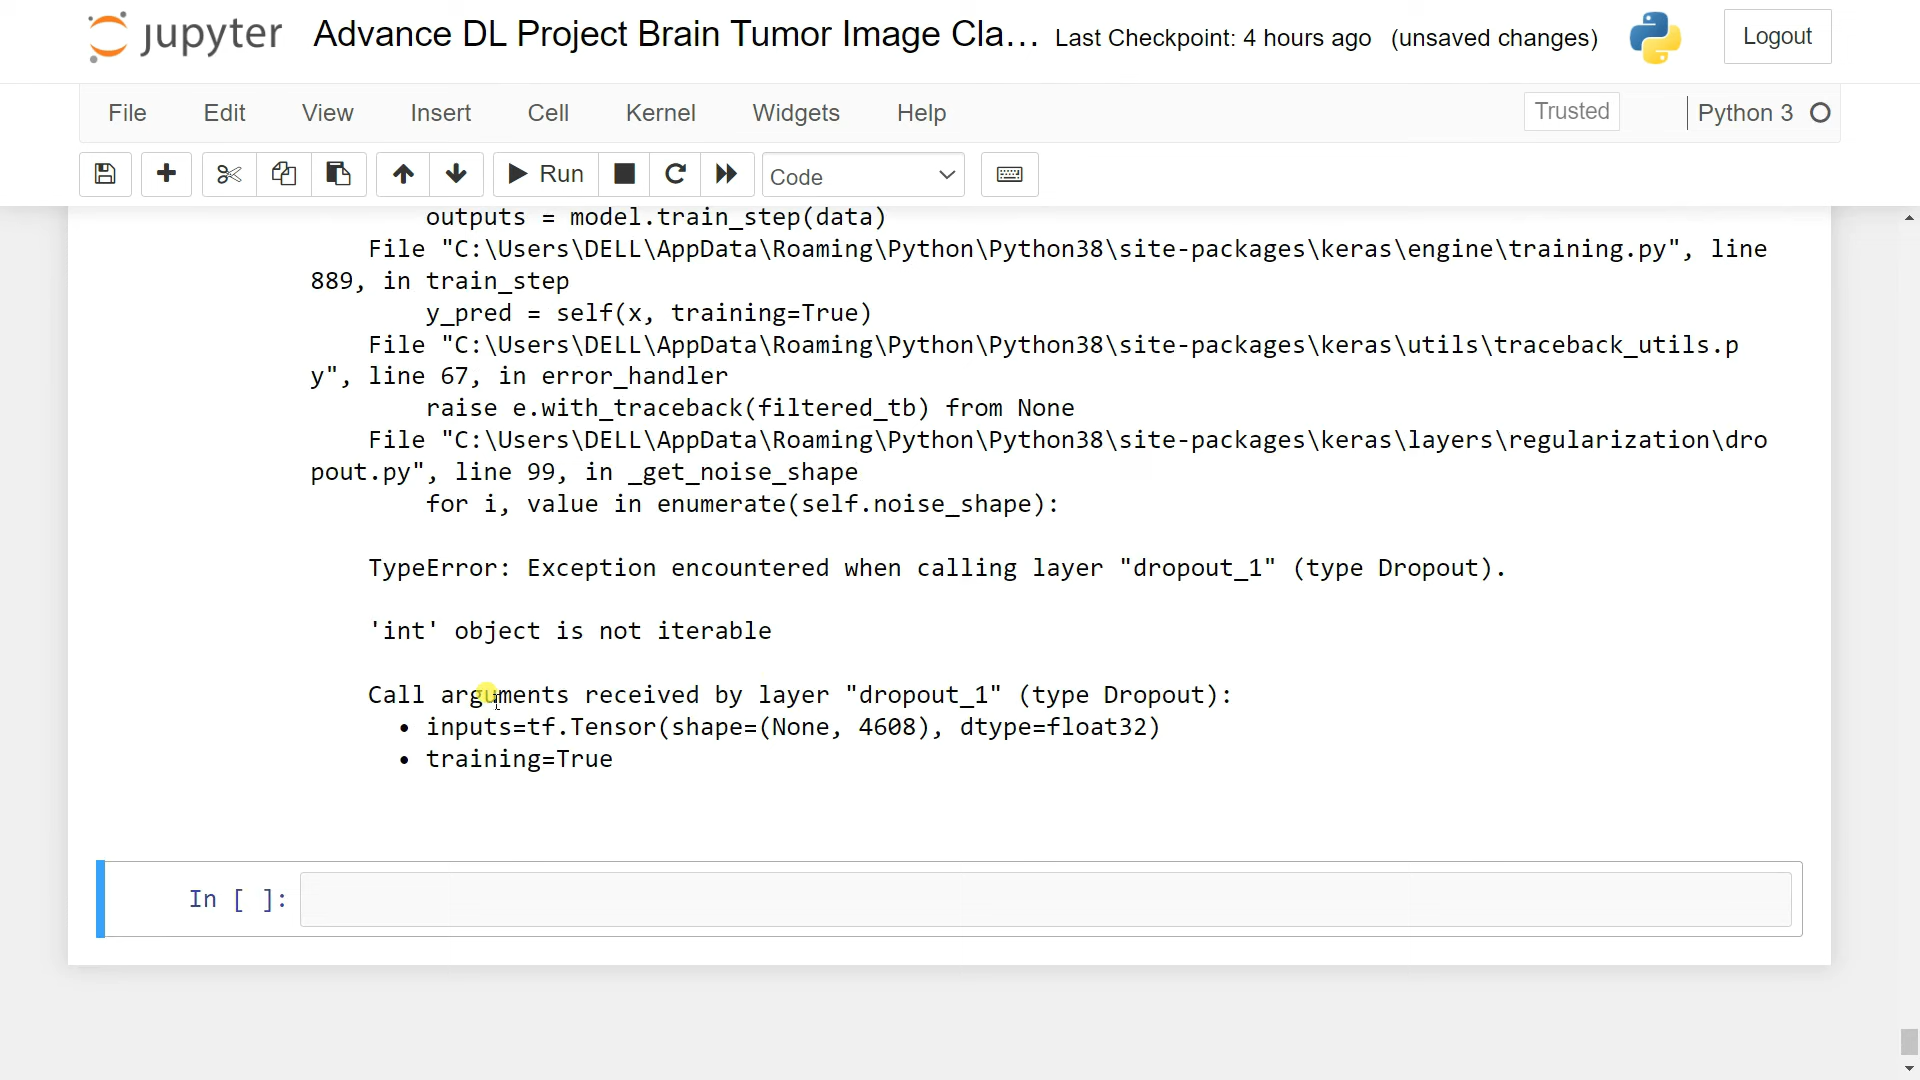 jupyter Advance DL Project Brain Tumor Image Cla... Last Checkpoint: 4 hours ago (unsaved changes) Logout
File Edit View Insert Cell Kernel Widgets Help Trusted Python 3
Run Code
outputs = model.train_step(data)
File "C:\Users\DELL\AppData\Roaming\Python\Python38\site-packages\keras\engine\training.py", line
889, in train_step
y_pred = self(x, training=True)
File "C:\Users\DELL\AppData\Roaming\Python\Python38\site-packages\keras\utils\traceback_utils.p
y", line 67, in error_handler
raise e.with_traceback(filtered_tb) from None
File "C:\Users\DELL\AppData\Roaming\Python\Python38\site-packages\keras\layers\regularization\dro
pout.py", line 99, in _get_noise_shape
for i, value in enumerate(self.noise_shape):
TypeError: Exception encountered when calling layer "dropout_1" (type Dropout).
'int' object is not iterable
Call arguments received by layer "dropout_1" (type Dropout):
• inputs=tf.Tensor(shape=(None, 4608), dtype=float32)
• training=True
In [ ]: